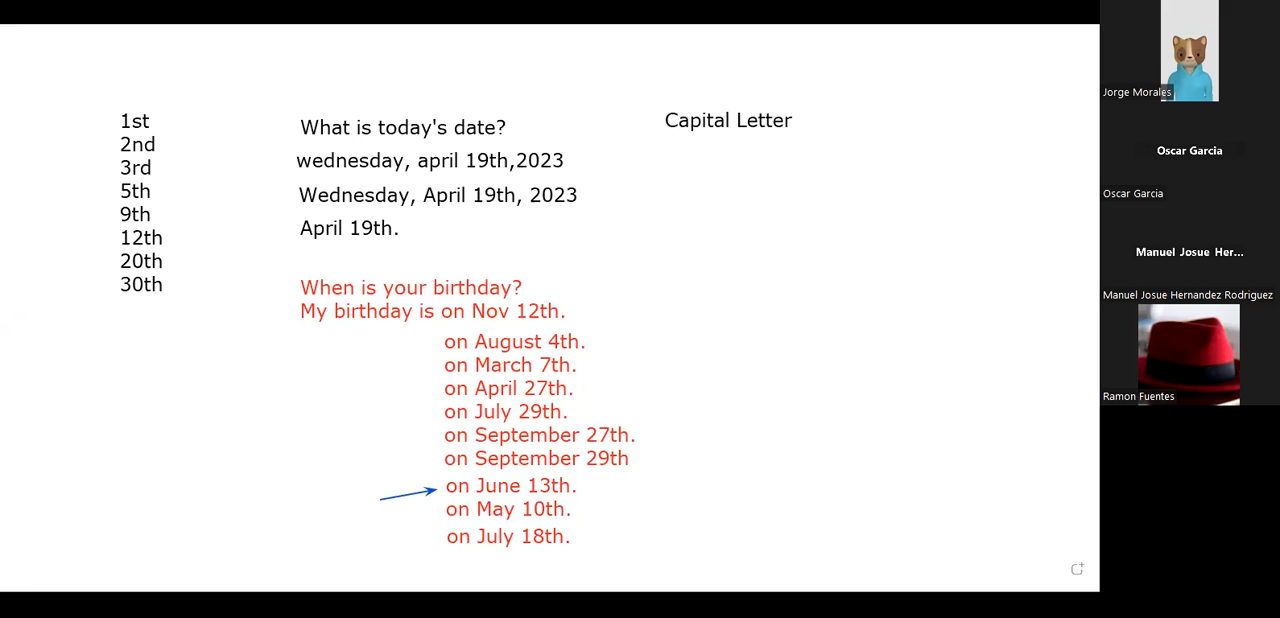 1st
2nd
3rd
5th
9th
12th
20th
30th
What is today's date?
wednesday, april 19th,2023
Wednesday, April 19th, 2023
April 19th.
When is your birthday?
My birthday is on Nov 12th.
on August 4th.
on March 7th.
on April 27th.
on July 29th.
on September 27th.
on September 29th
on June 13th.
on May 10th.
on July 18th.
Capital Letter
Jorge Morales
Oscar Garcia
Oscar Garcia
Manuel Josue Her...
Manuel Josue Hernandez Rodriguez
Ramon Fuentes